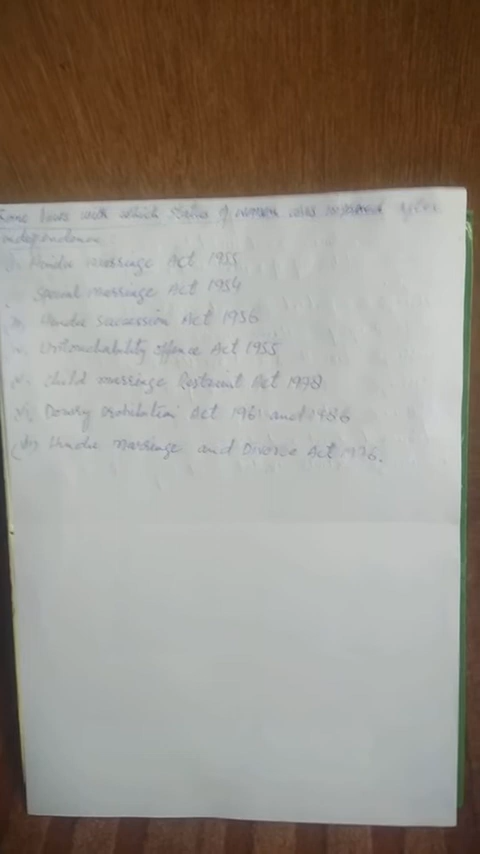 Some laws with which status of women was improved after
independence
Hindu marriage Act 1955
Special marriage Act 1954
Hindu succession Act 1956
Untouchability offence Act 1955
Child marriage Restraint Act 1978
Dowry prohibition Act 1961 and 1986
Hindu Marriage and Divorce Act 1976.